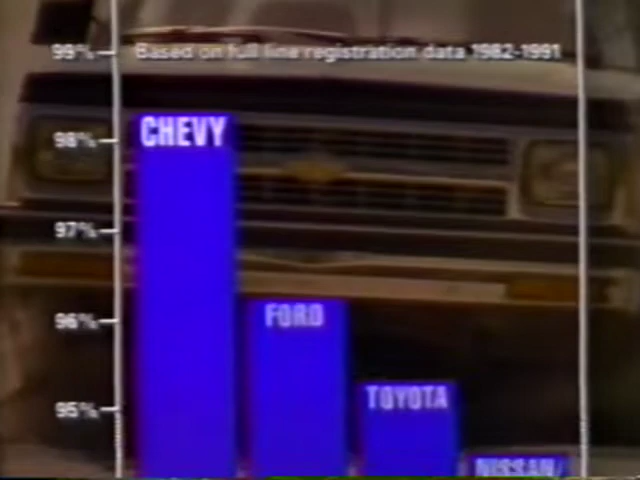 99%
Based on full line registration data 1982-1991
98%
CHEVY
97%
96%
FORD
95%
TOYOTA
NISSAN/